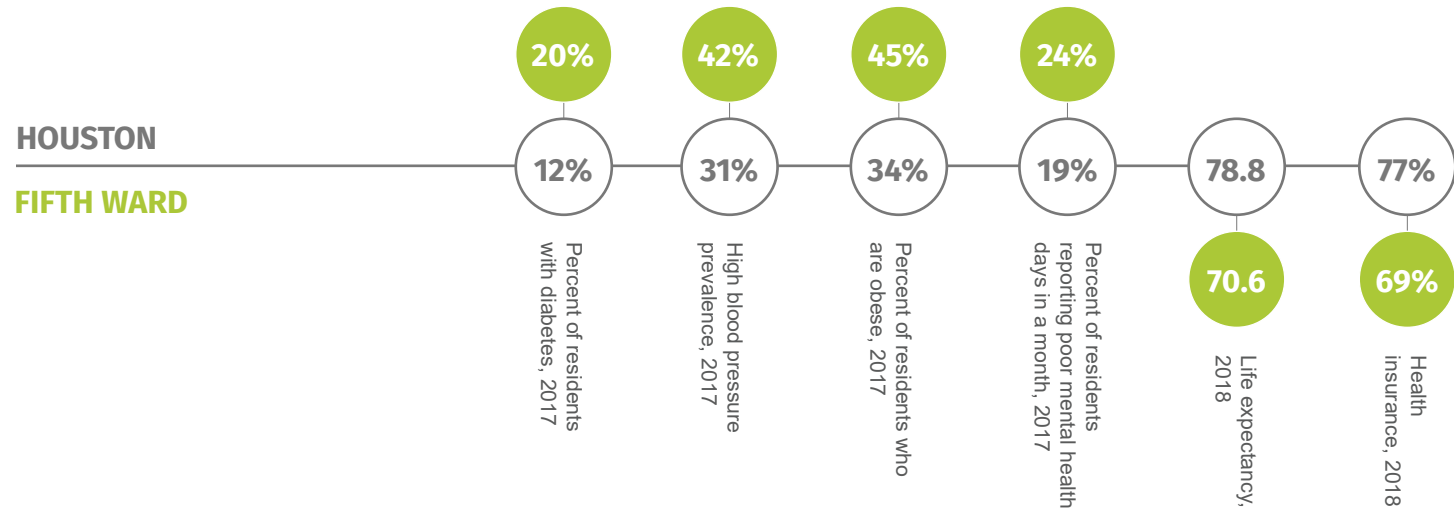 20%
42%
45%
24%
HOUSTON
12%
31%
34%
19%
78.8
77%
FIFTH WARD
70.6
69%
Percent of residents
with diabetes, 2017
High blood pressure
prevalence, 2017
Percent of residents who
are obese, 2017
Percent of residents
reporting poor mental health
days in a month, 2017
Life expectancy,
2018
Health
insurance, 2018